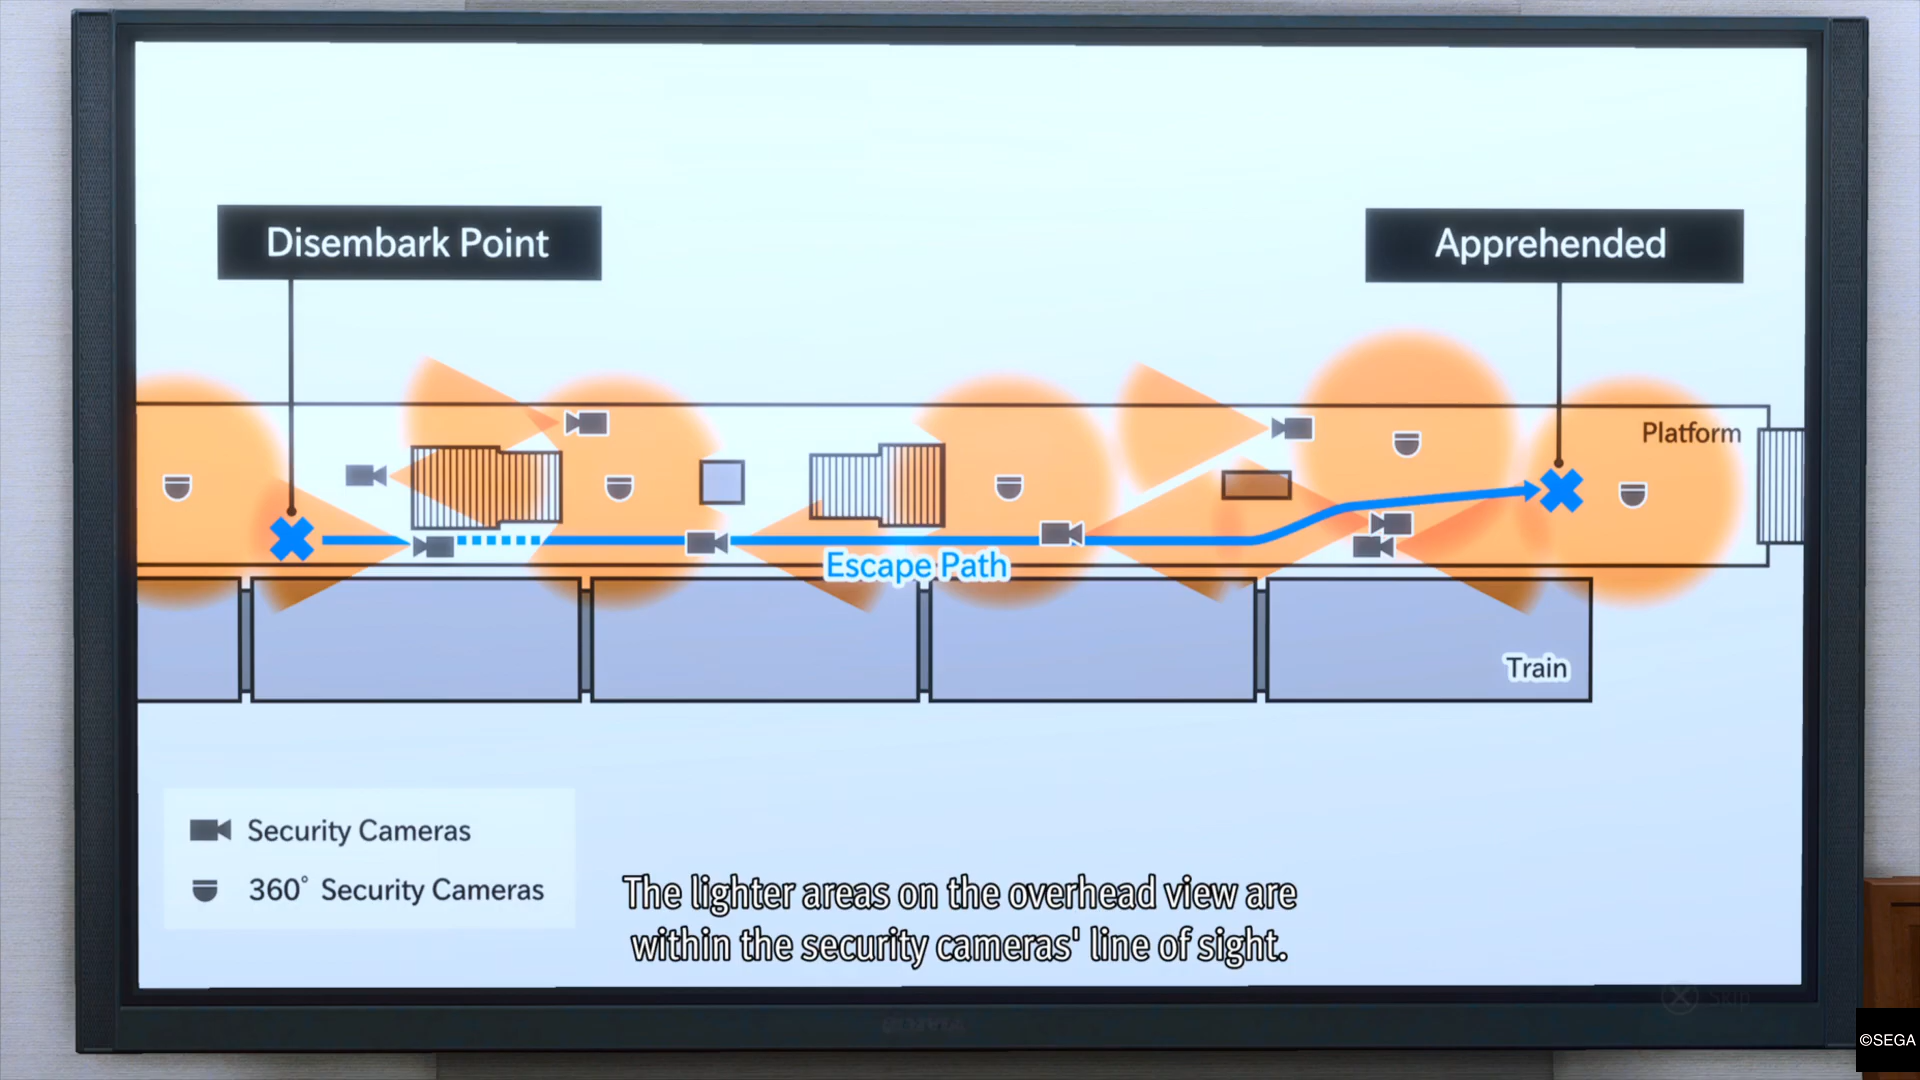 Disembark Point
Apprehended
Platform
Escape Path
Train
Security Cameras
360° Security Cameras
The lighter areas on the overhead view are
within the security cameras' line of sight.
Skip
©SEGA